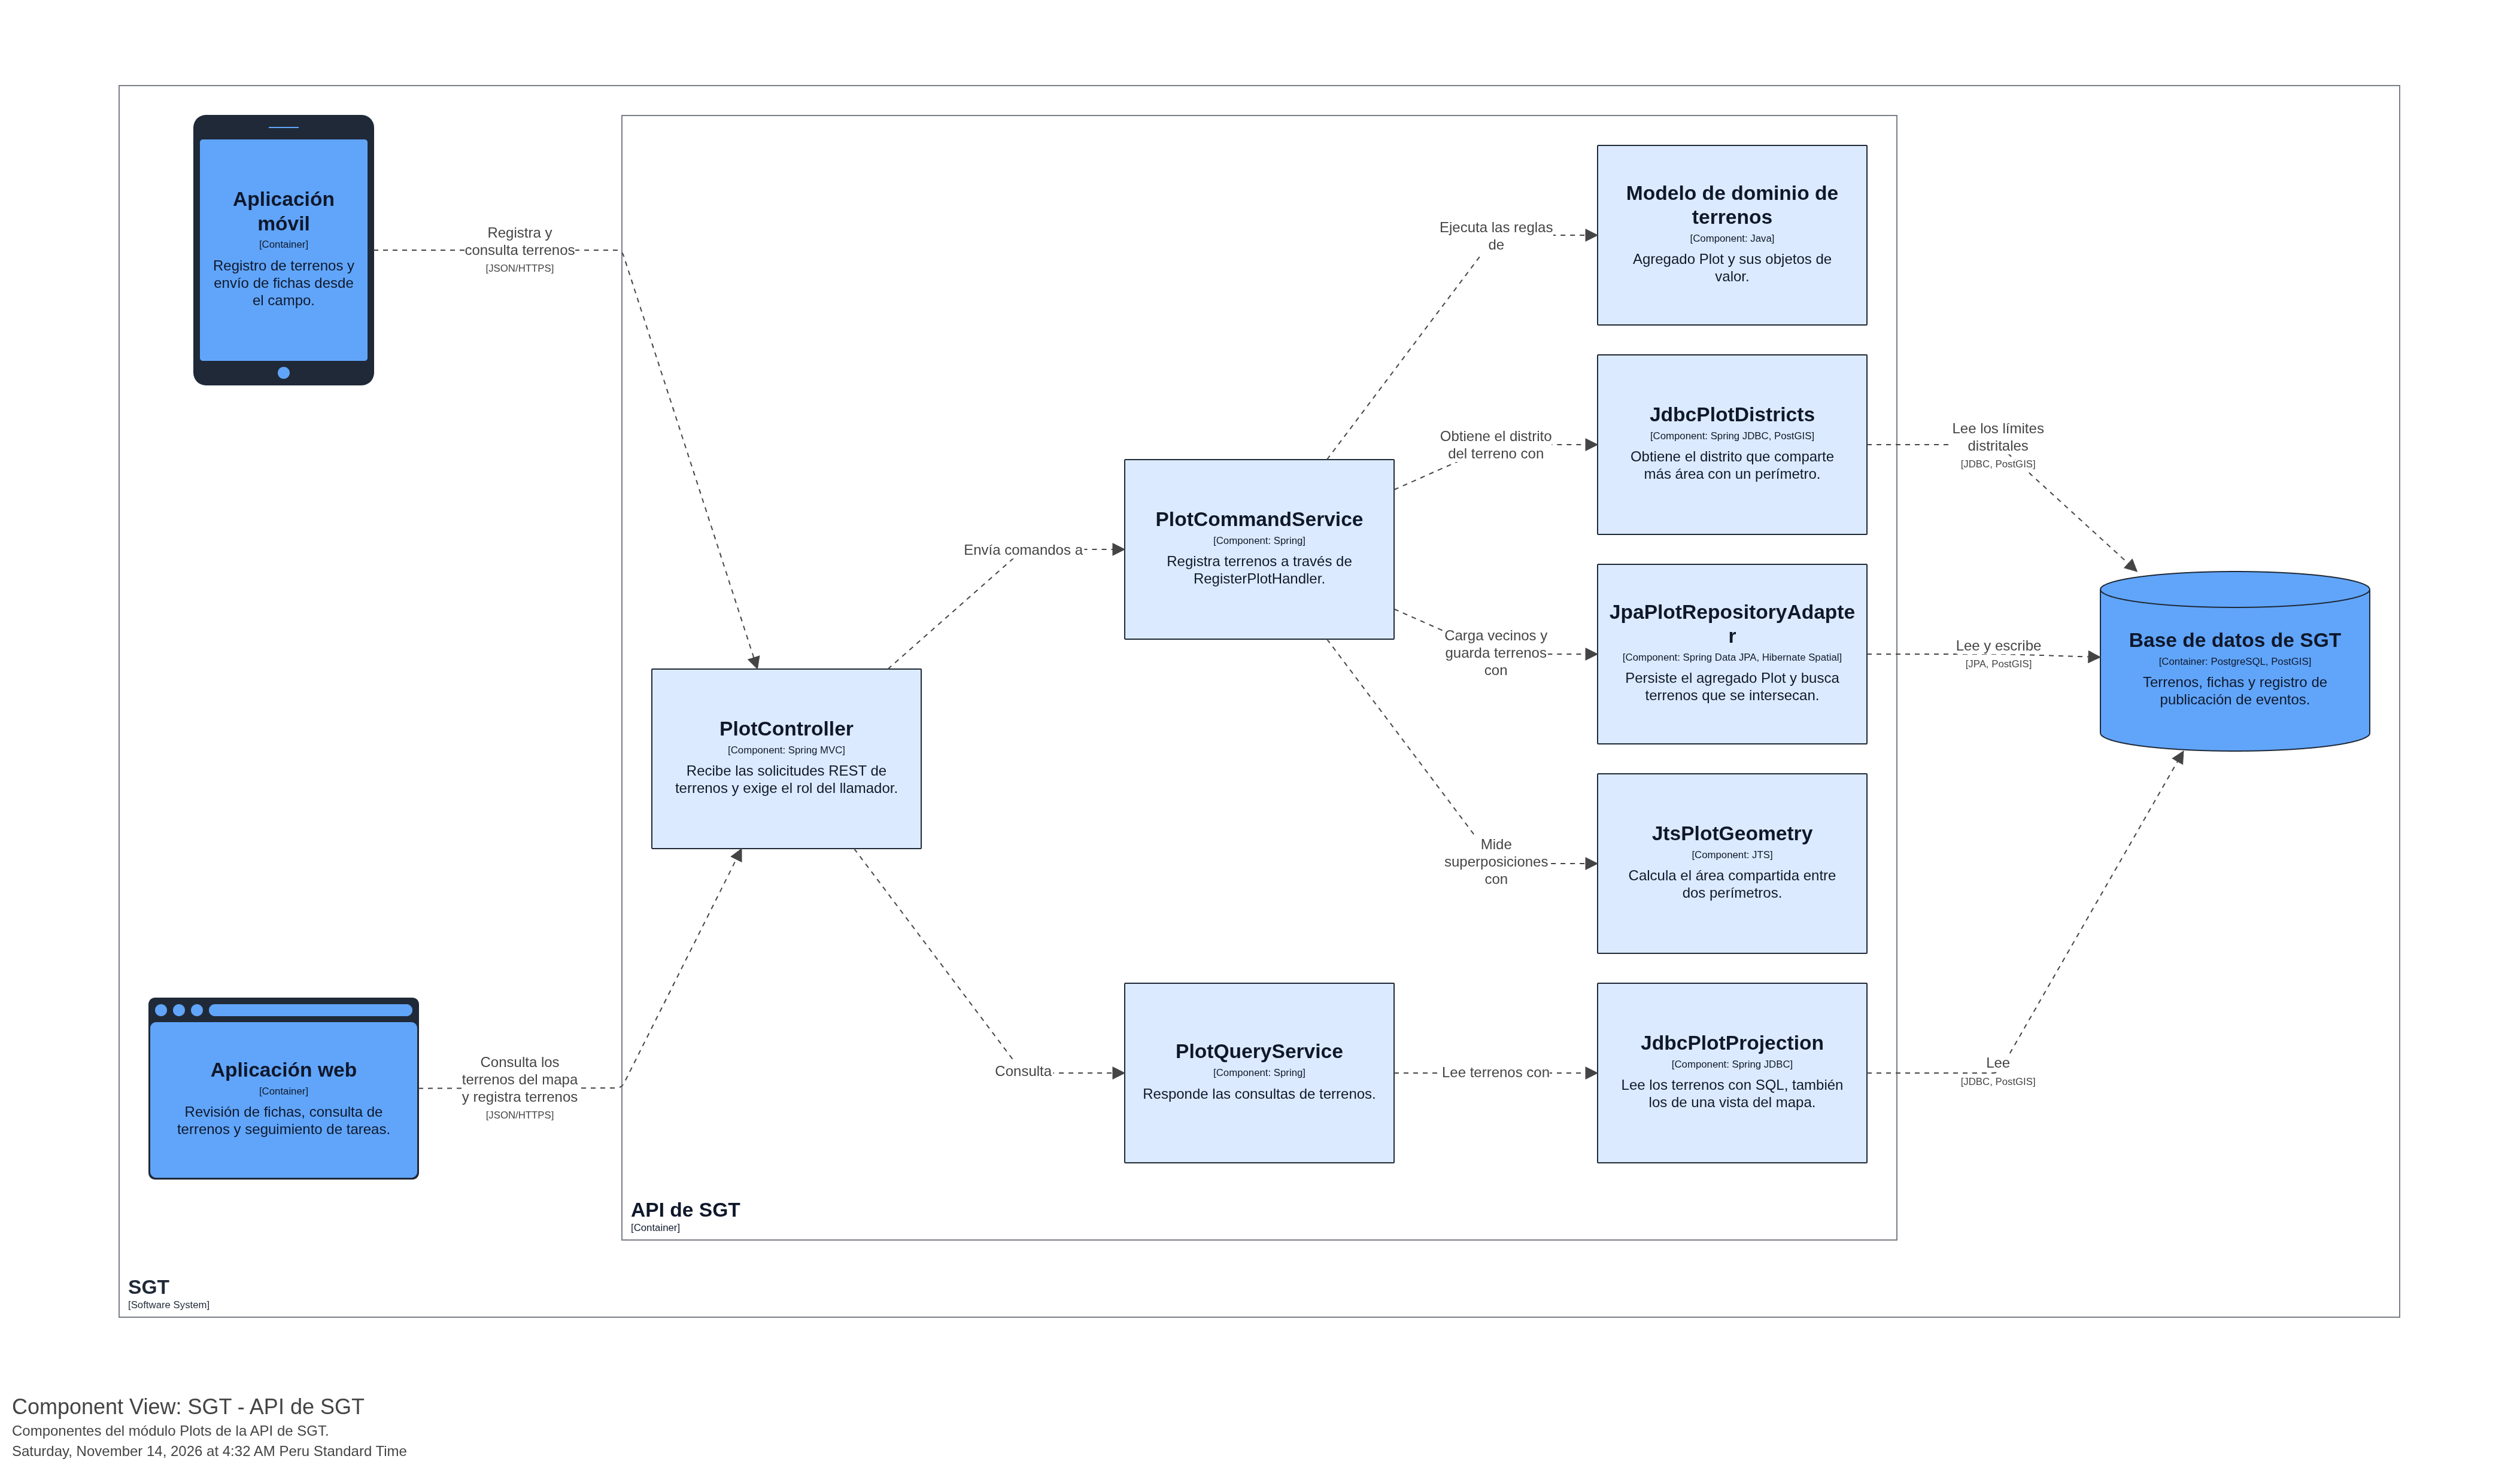 Aplicación
móvil
[Container]
Registro de terrenos y
envío de fichas desde
el campo.
Registra y
consulta terrenos
[JSON/HTTPS]
Aplicación web
[Container]
Revisión de fichas, consulta de
terrenos y seguimiento de tareas.
Consulta los
terrenos del mapa
y registra terrenos
[JSON/HTTPS]
PlotController
[Component: Spring MVC]
Recibe las solicitudes REST de
terrenos y exige el rol del llamador.
Envía comandos a
Consulta
PlotCommandService
[Component: Spring]
Registra terrenos a través de
RegisterPlotHandler.
PlotQueryService
[Component: Spring]
Responde las consultas de terrenos.
Ejecuta las reglas
de
Obtiene el distrito
del terreno con
Carga vecinos y
guarda terrenos
con
Mide
superposiciones
con
Lee terrenos con
Modelo de dominio de
terrenos
[Component: Java]
Agregado Plot y sus objetos de
valor.
JdbcPlotDistricts
[Component: Spring JDBC, PostGIS]
Obtiene el distrito que comparte
más área con un perímetro.
JpaPlotRepositoryAdapte
r
[Component: Spring Data JPA, Hibernate Spatial]
Persiste el agregado Plot y busca
terrenos que se intersecan.
JtsPlotGeometry
[Component: JTS]
Calcula el área compartida entre
dos perímetros.
JdbcPlotProjection
[Component: Spring JDBC]
Lee los terrenos con SQL, también
los de una vista del mapa.
Lee los límites
distritales
[JDBC, PostGIS]
Lee y escribe
[JPA, PostGIS]
Lee
[JDBC, PostGIS]
Base de datos de SGT
[Container: PostgreSQL, PostGIS]
Terrenos, fichas y registro de
publicación de eventos.
API de SGT
[Container]
SGT
[Software System]
Component View: SGT - API de SGT
Componentes del módulo Plots de la API de SGT.
Saturday, November 14, 2026 at 4:32 AM Peru Standard Time